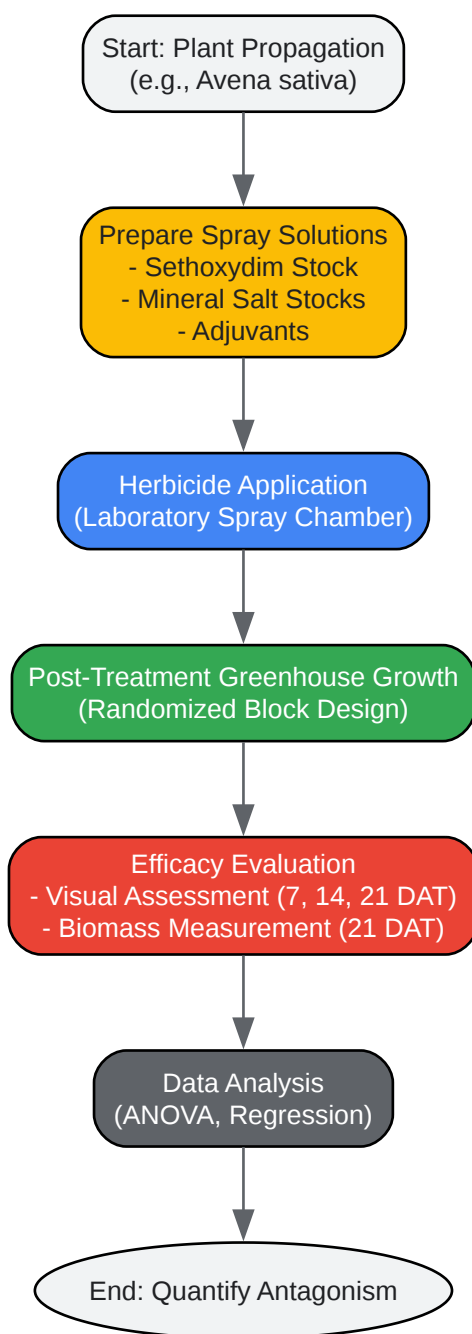 Start: Plant Propagation
(e.g., Avena sativa)
Prepare Spray Solutions
- Sethoxydim Stock
- Mineral Salt Stocks
- Adjuvants
Herbicide Application
(Laboratory Spray Chamber)
Post-Treatment Greenhouse Growth
(Randomized Block Design)
Efficacy Evaluation
- Visual Assessment (7, 14, 21 DAT)
- Biomass Measurement (21 DAT)
Data Analysis
(ANOVA, Regression)
End: Quantify Antagonism